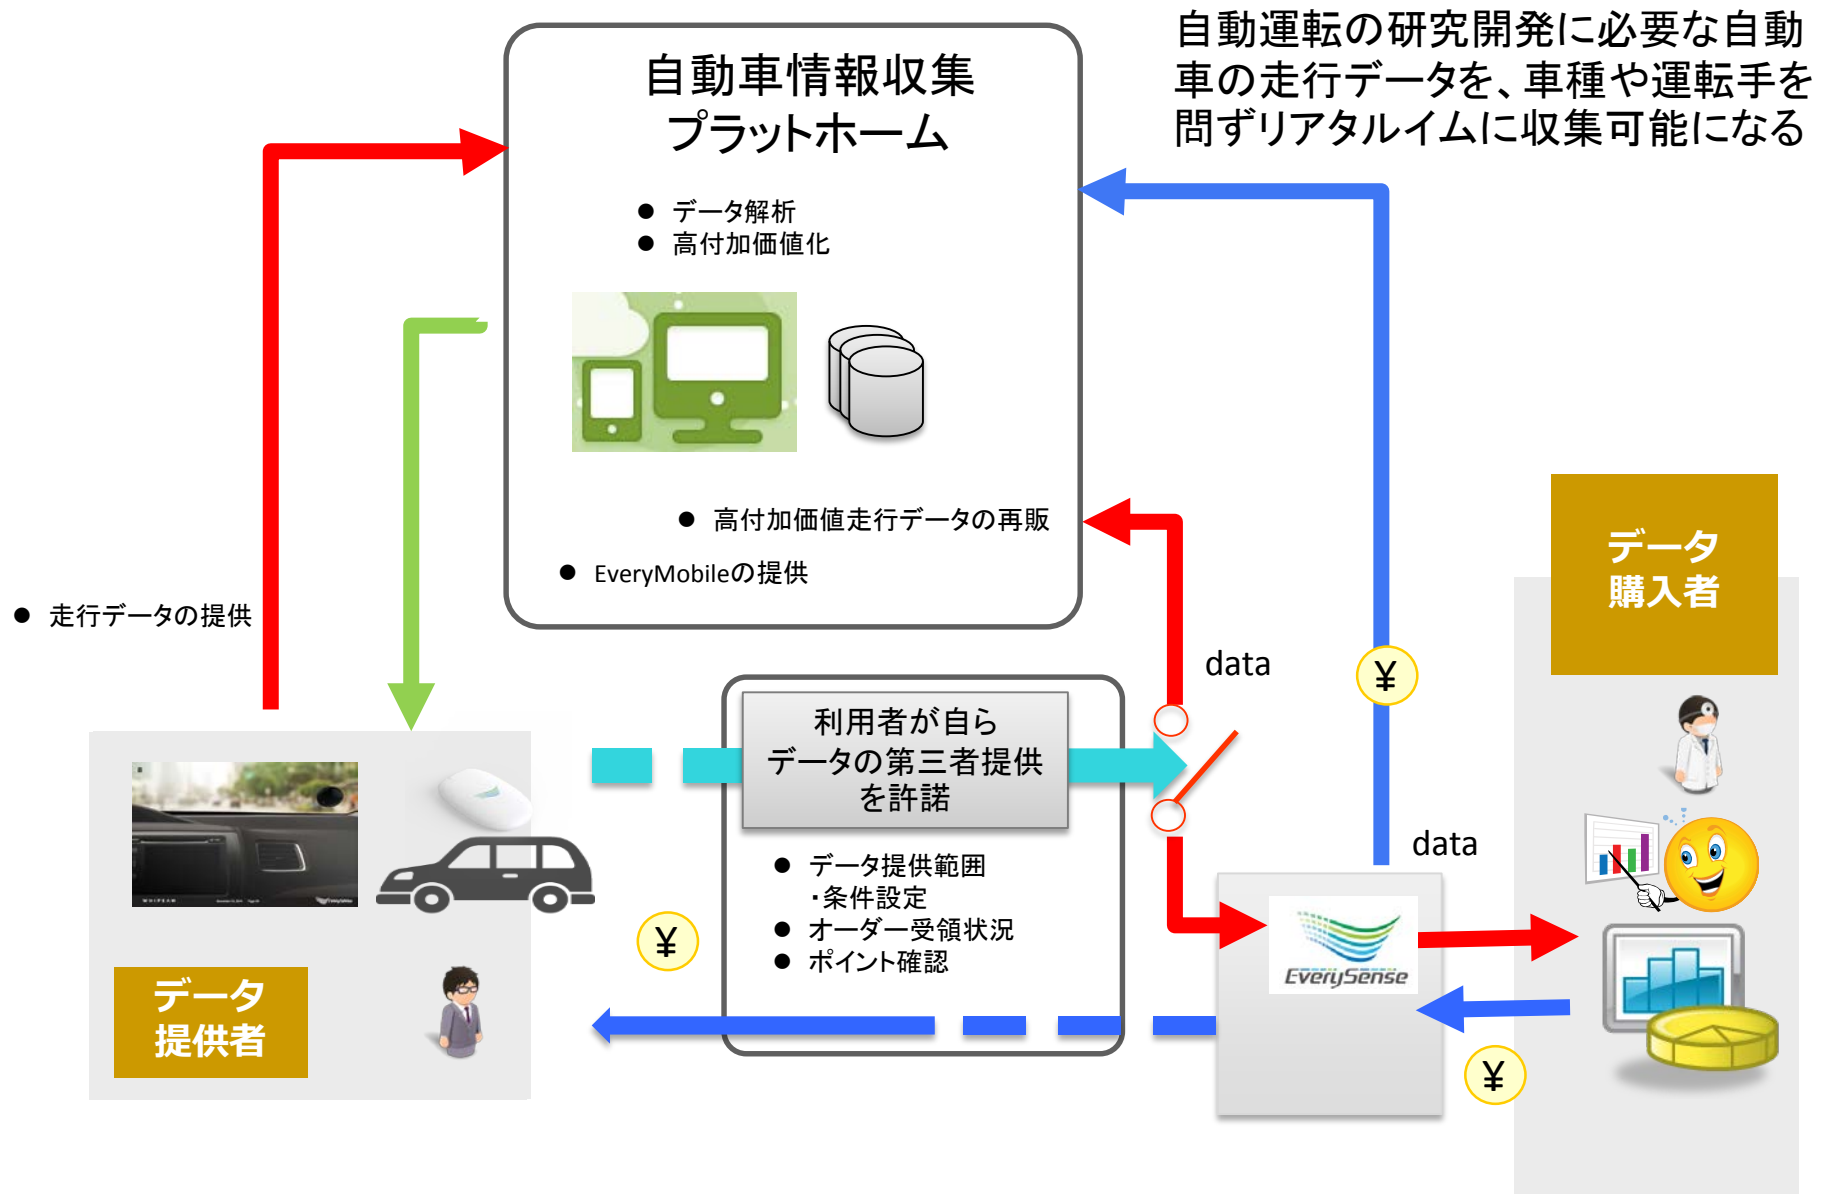 自動運転の研究開発に必要な自動
車の走行データを、車種や運転手を
問ずリアタルイムに収集可能になる
自動車情報収集
プラットホーム
● データ解析
● 高付加価値化
● 高付加価値走行データの再販
● EveryMobileの提供
● 走行データの提供
データ
購入者
data
¥
利用者が自ら
データの第三者提供
を許諾
● データ提供範囲
・条件設定
● オーダー受領状況
● ポイント確認
data
¥
EverySense
データ
提供者
¥